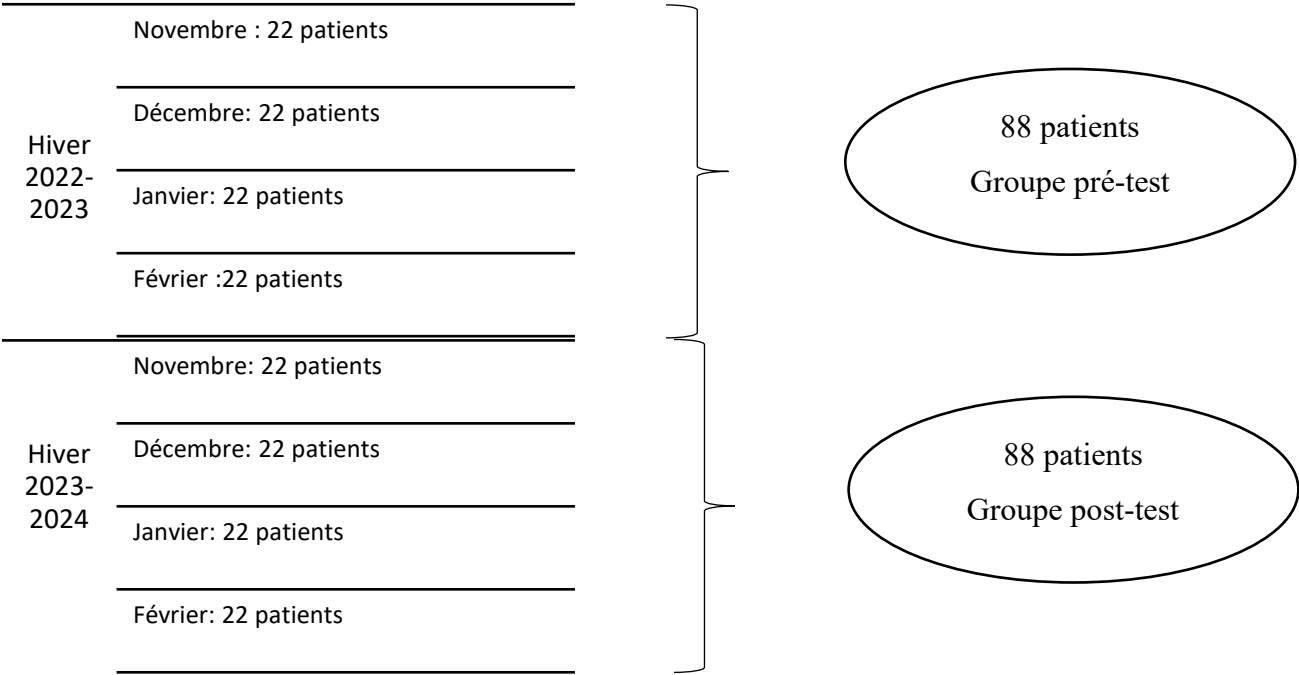 Hiver
2022-
2023
Novembre : 22 patients
Décembre: 22 patients
Janvier: 22 patients
Février :22 patients
88 patients
Groupe pré-test
Hiver
2023-
2024
Novembre: 22 patients
Décembre: 22 patients
Janvier: 22 patients
Février: 22 patients
88 patients
Groupe post-test